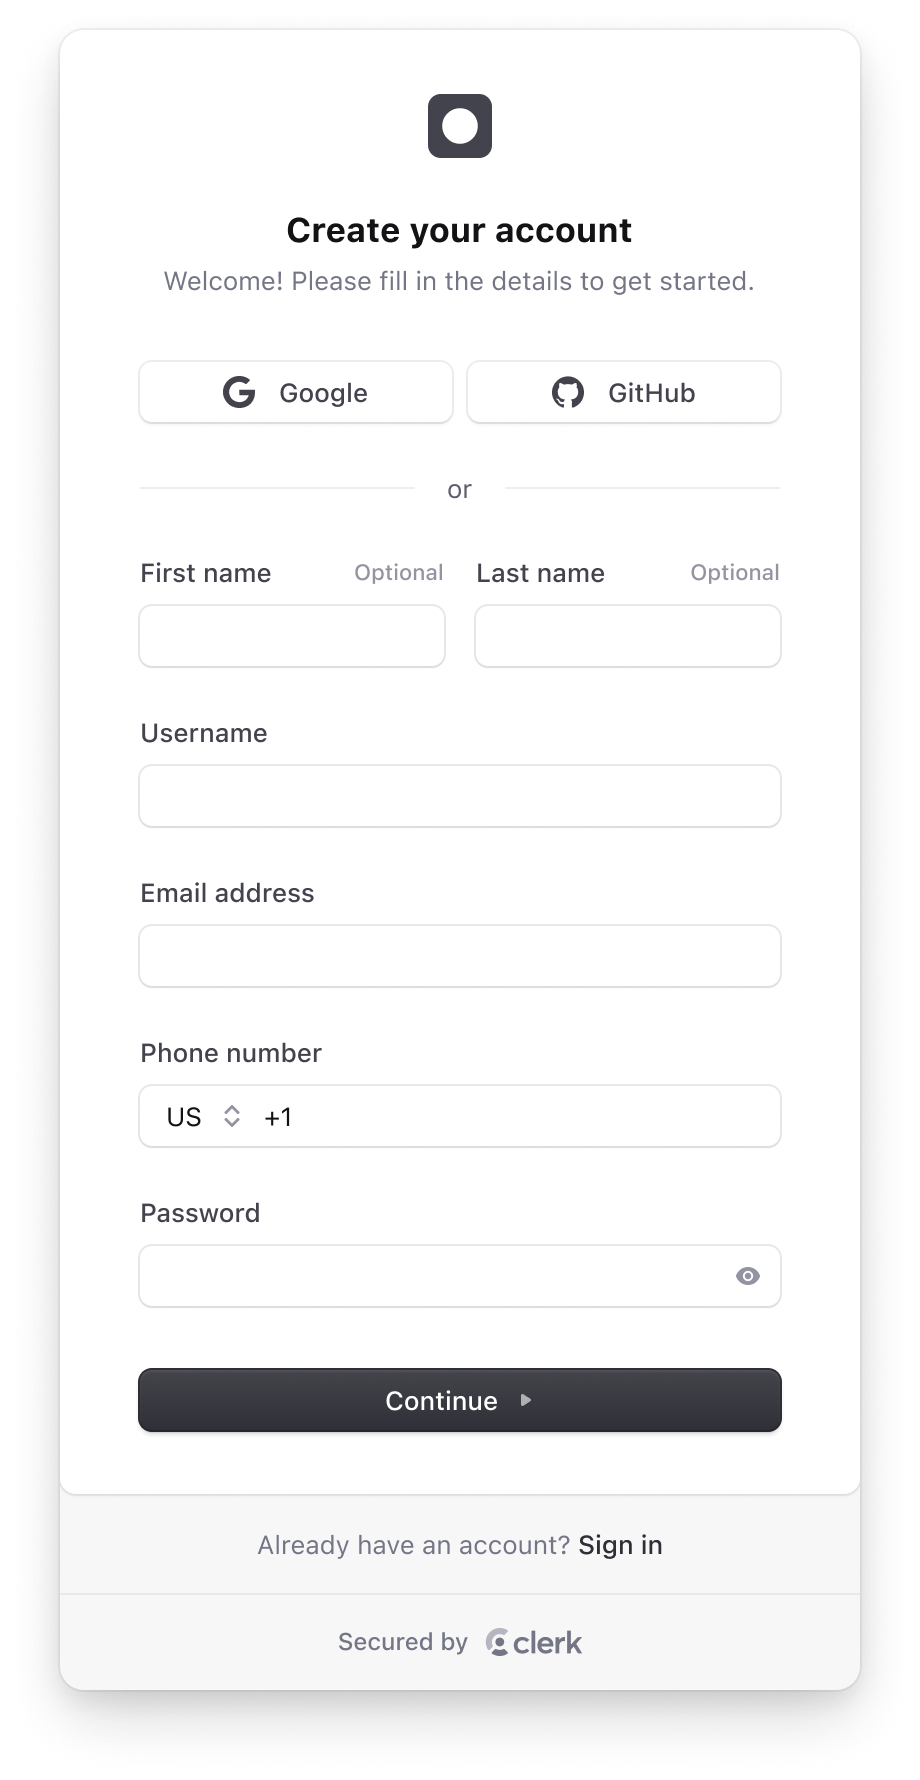 Create your account
Welcome! Please fill in the details to get started.
Google
GitHub
or
First name Optional
Last name Optional
Username
Email address
Phone number
US +1
Password
Continue
Already have an account? Sign in
Secured by clerk